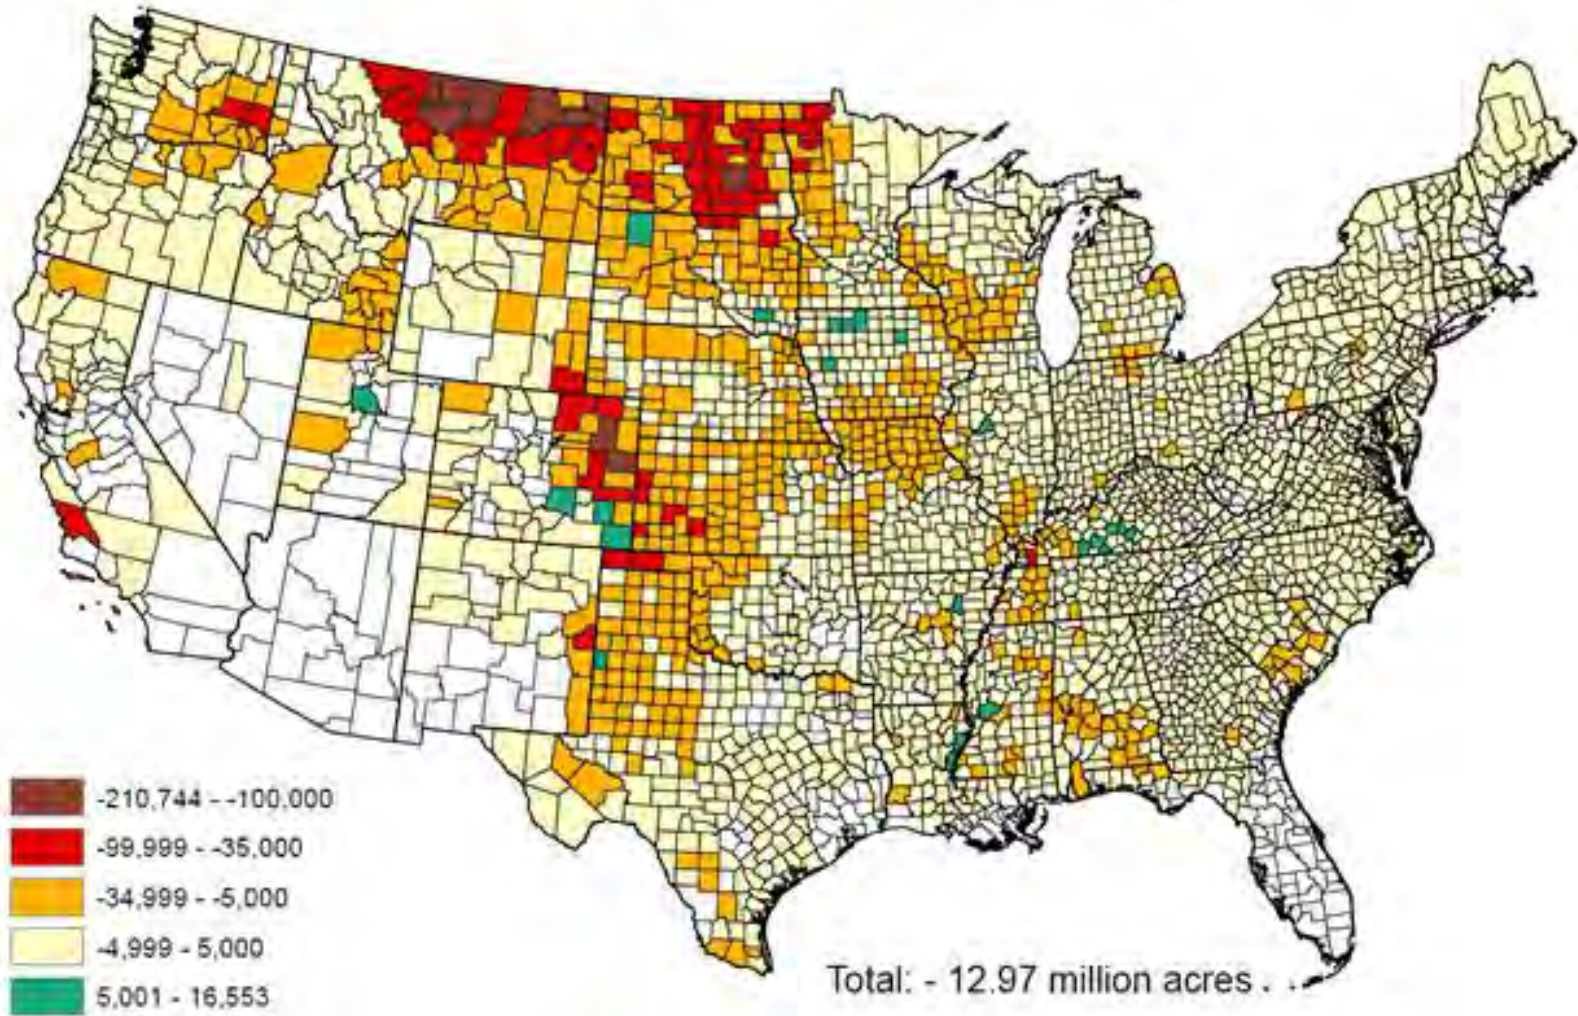 -210,744 - -100,000
-99,999 - -35,000
-34,999 - -5,000
-4,999 - 5,000
5,001 - 16,553
Total: - 12.97 million acres